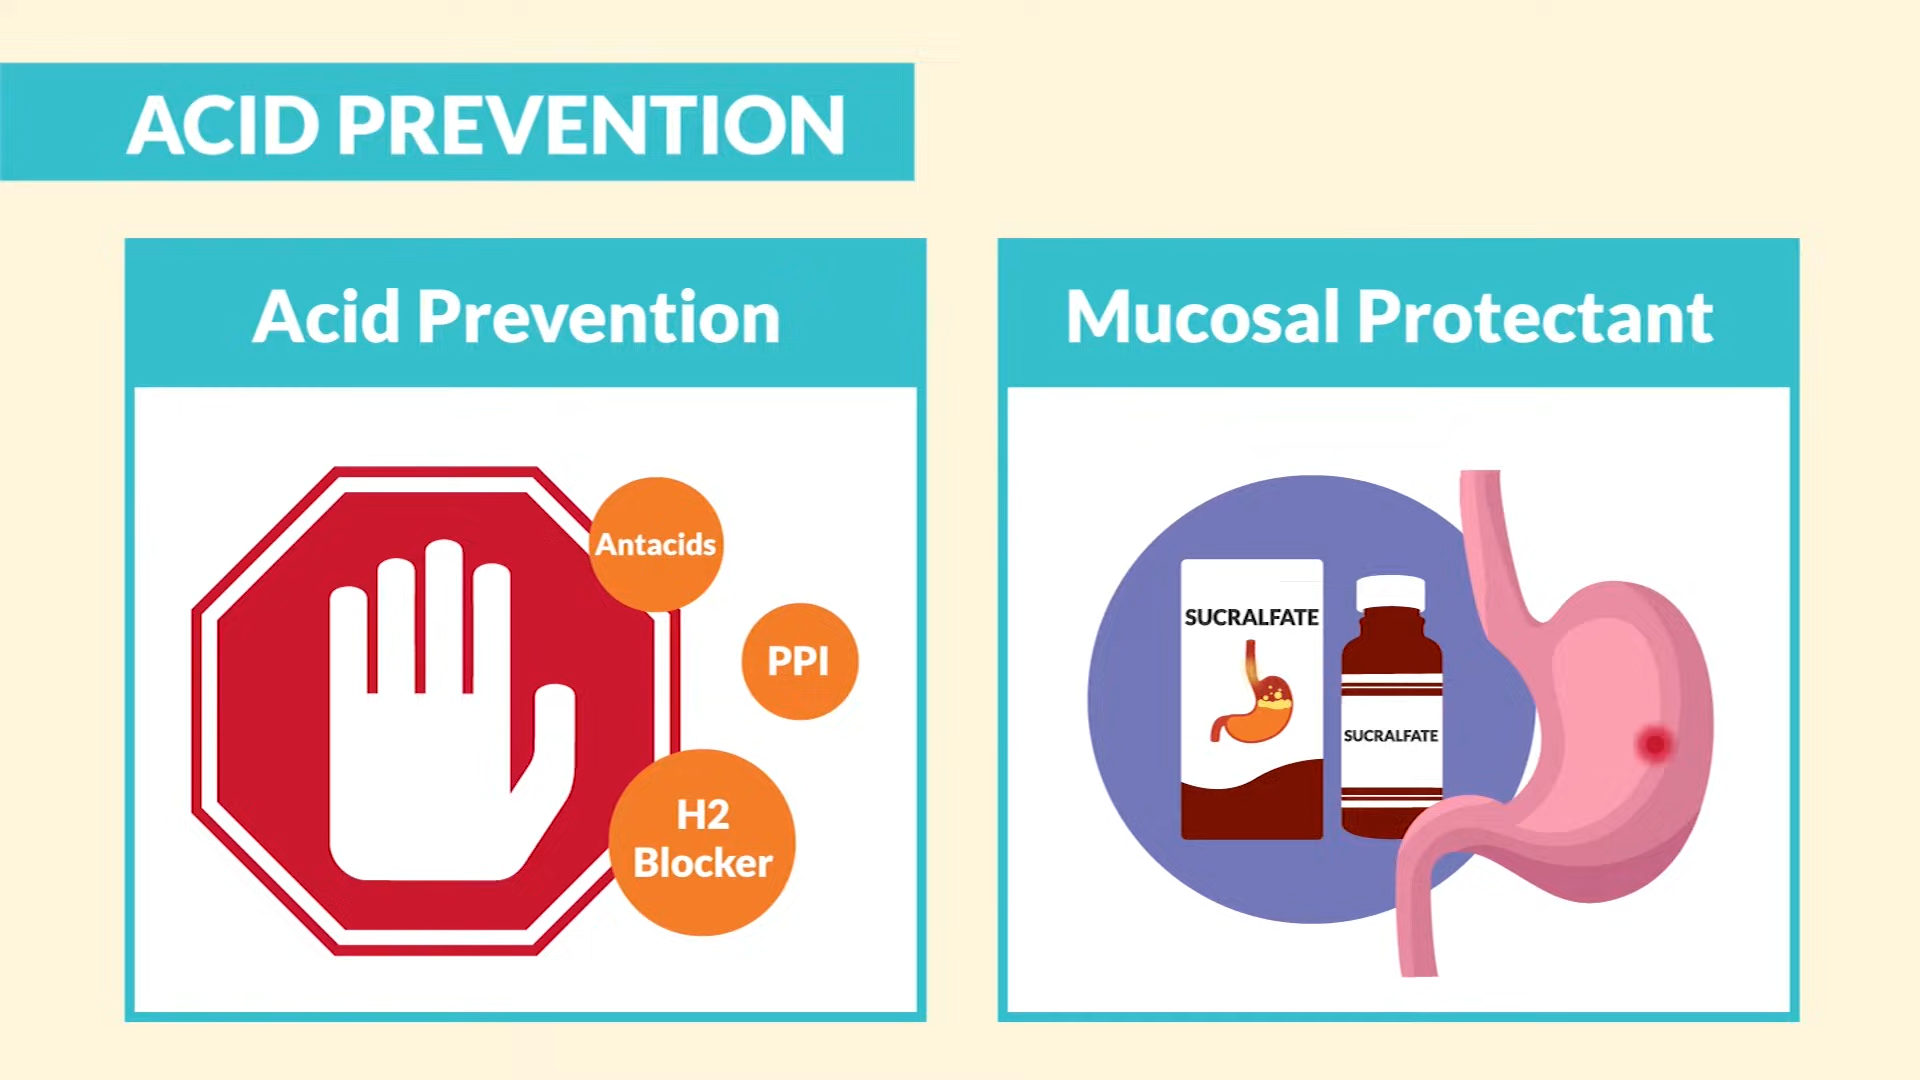 ACID PREVENTION
Acid Prevention
Antacids
PPI
H2
Blocker
Mucosal Protectant
SUCRALFATE
SUCRALFATE